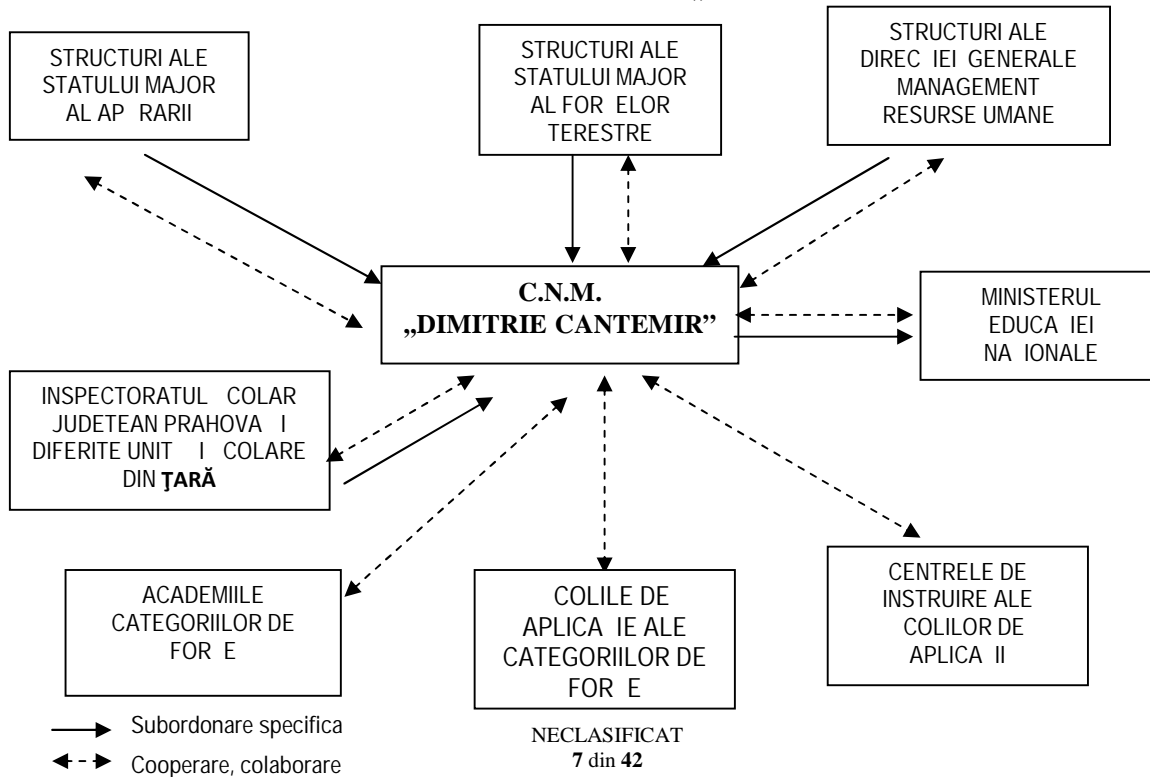 STRUCTURI ALE
STATULUI MAJOR
AL AP RARII
STRUCTURI ALE
STATULUI MAJOR
AL FOR ELOR
TERESTRE
STRUCTURI ALE
DIREC IEI GENERALE
MANAGEMENT
RESURSE UMANE
C.N.M.
„DIMITRIE CANTEMIR”
MINISTERUL
EDUCA IEI
NA IONALE
INSPECTORATUL COLAR
JUDETEAN PRAHOVA I
DIFERITE UNIT I COLARE
DIN ŢARĂ
ACADEMIILE
CATEGORIILOR DE
FOR E
COLILE DE
APLICA IE ALE
CATEGORIILOR DE
FOR E
CENTRELE DE
INSTRUIRE ALE
COLILOR DE
APLICA II
Subordonare specifica
Cooperare, colaborare
NECLASIFICAT
7 din 42